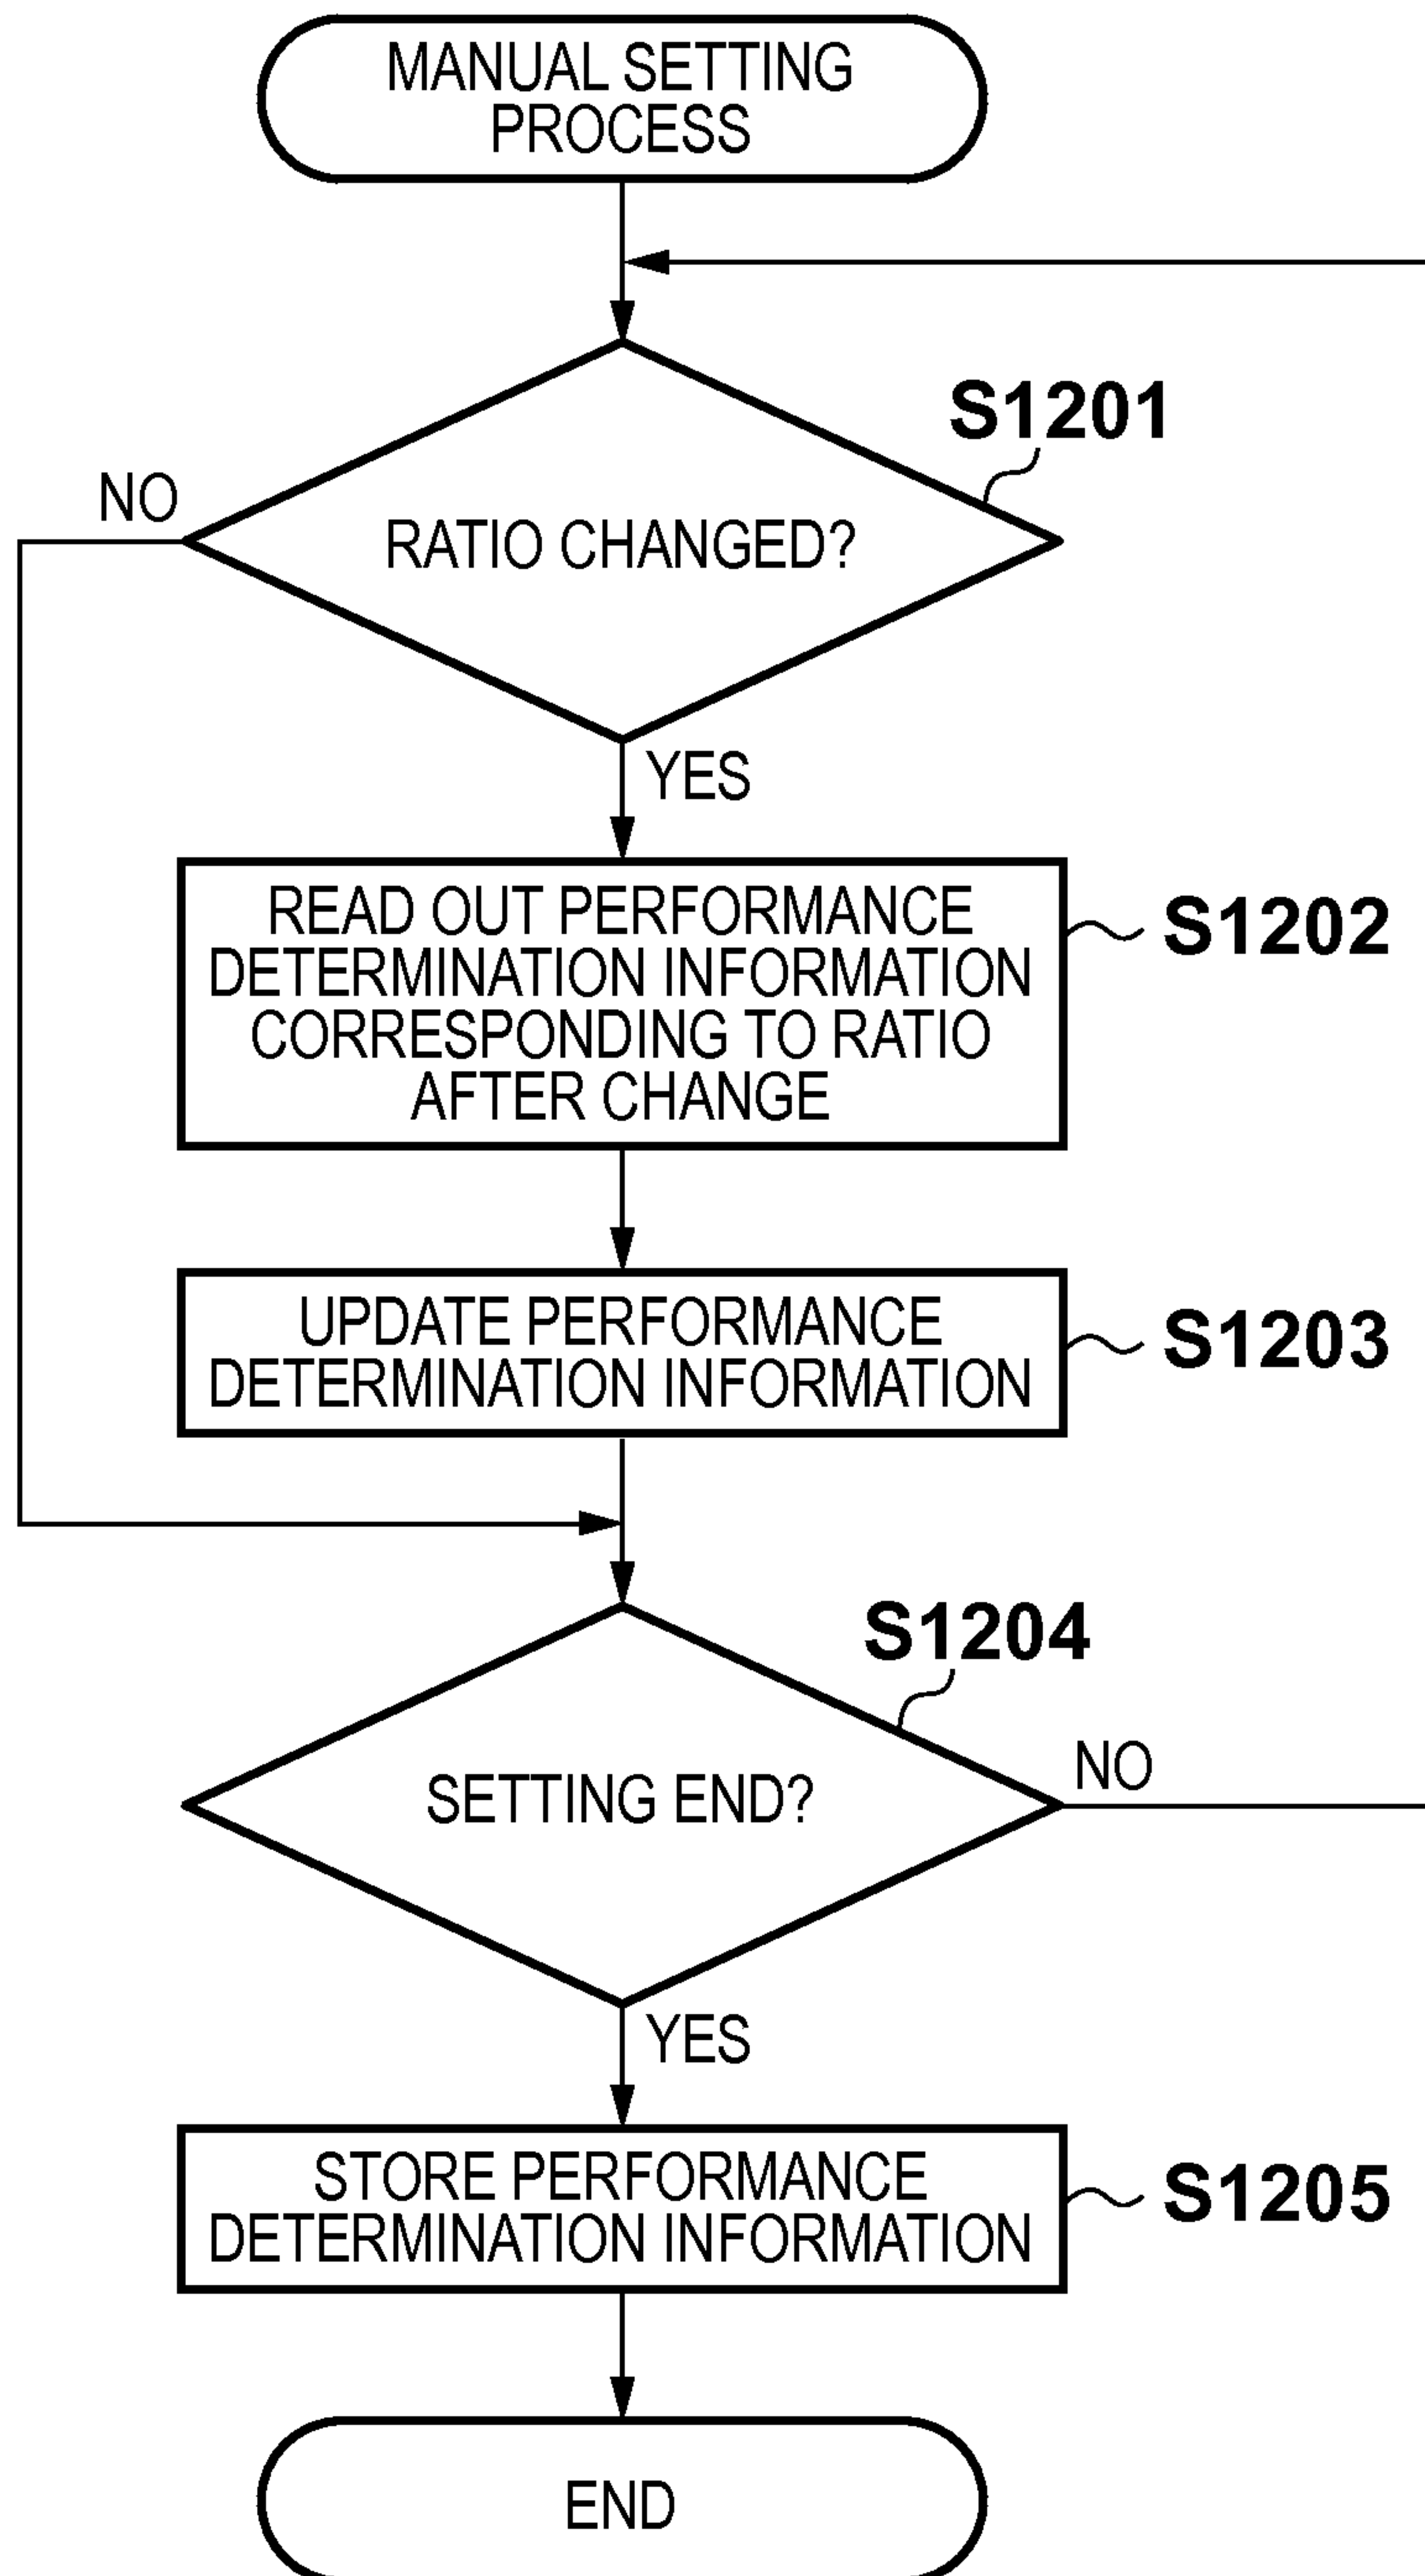 MANUAL SETTING
PROCESS
S1201
NO
RATIO CHANGED?
YES
READ OUT PERFORMANCE
DETERMINATION INFORMATION
CORRESPONDING TO RATIO
AFTER CHANGE
S1202
UPDATE PERFORMANCE
DETERMINATION INFORMATION
S1203
S1204
SETTING END?
NO
YES
STORE PERFORMANCE
DETERMINATION INFORMATION
S1205
END